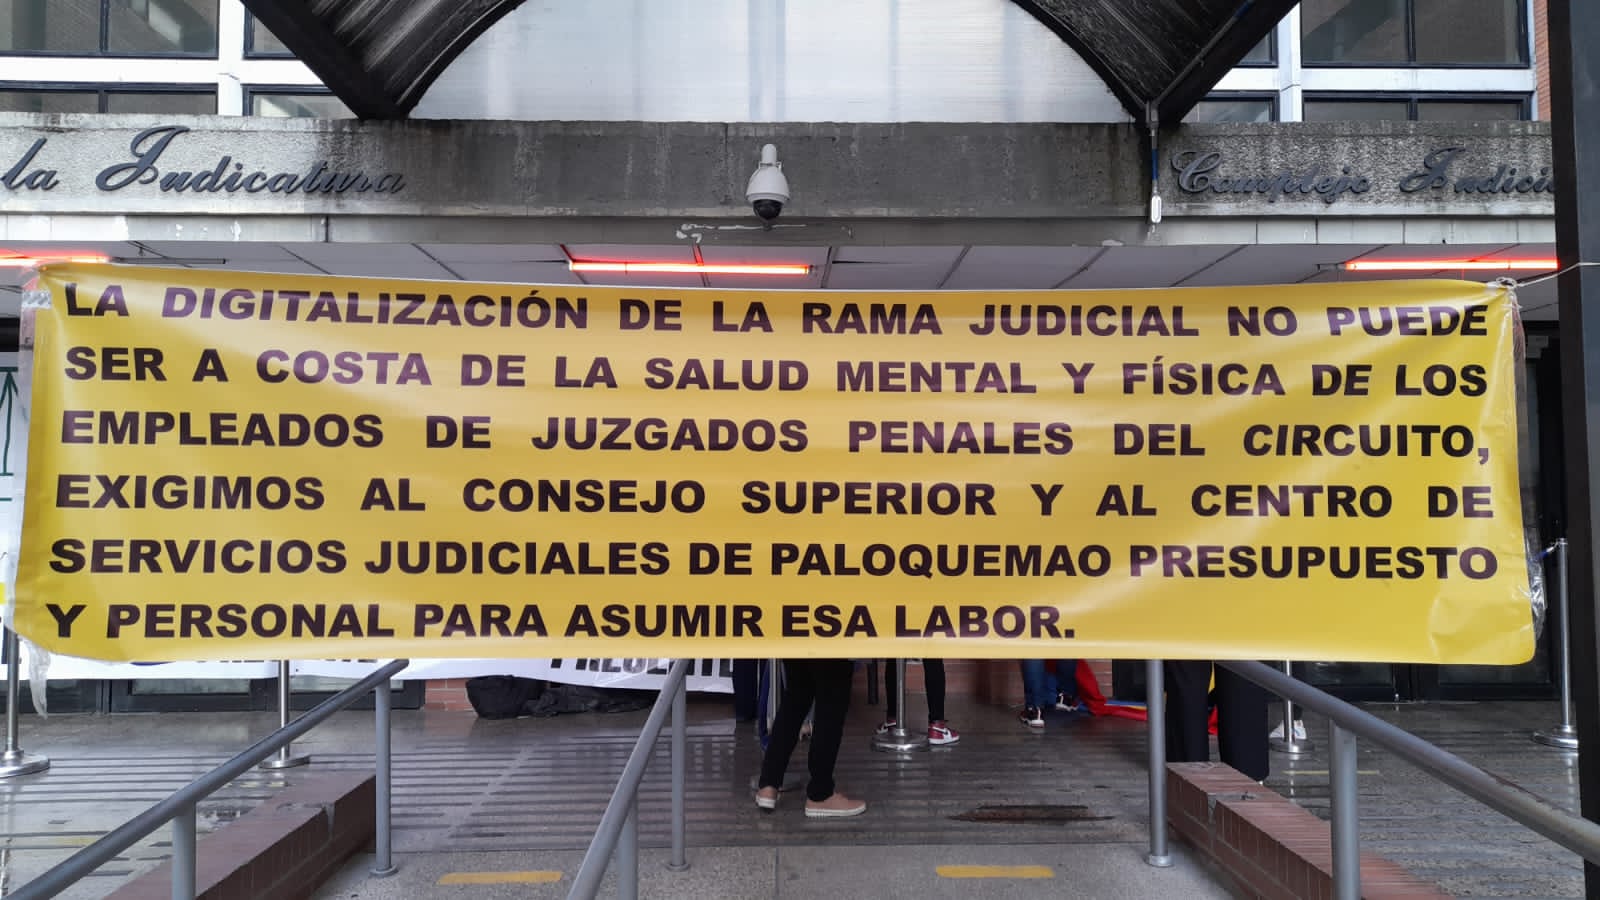 la Judicatura
Complejo
LA DIGITALIZACIÓN DE LA RAMA JUDICIAL NO PUEDE
SER A COSTA DE LA SALUD MENTAL Y FÍSICA DE LOS
EMPLEADOS DE JUZGADOS PENALES DEL CIRCUITO,
EXIGIMOS AL CONSEJO SUPERIOR Y AL CENTRO DE
SERVICIOS JUDICIALES DE PALOQUEMAO PRESUPUESTO
Y PERSONAL PARA ASUMIR ESA LABOR.